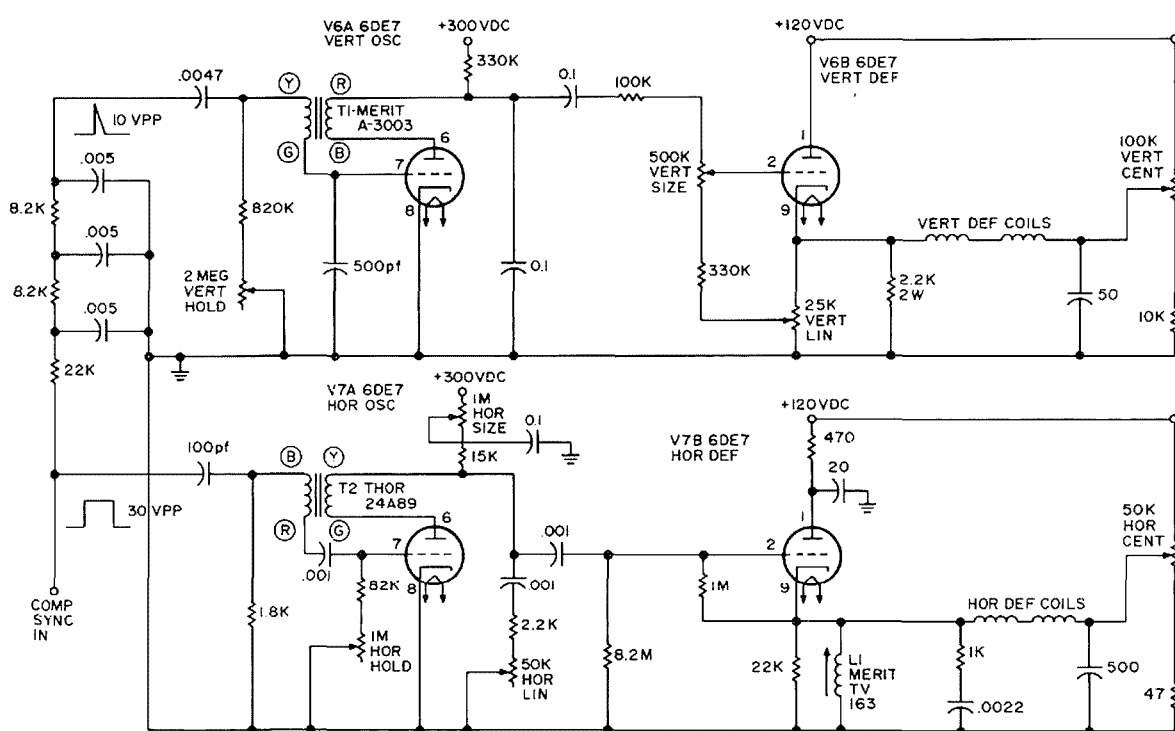 V6A 6DE7
VERT OSC
+300VDC
330K
.0047
Y
R
10 VPP
T1-MERIT
A-3003
G
B
6
7
8
0.1
100K
+120VDC
V6B 6DE7
VERT DEF
1
2
9
500K
VERT
SIZE
100K
VERT
CENT
.005
8.2K
.005
8.2K
.005
22K
820K
2 MEG
VERT
HOLD
500pf
0.1
330K
25K
VERT
LIN
VERT DEF COILS
2.2K
2W
50
10K
V7A 6DE7
HOR OSC
+300VDC
1M
HOR
SIZE
0.1
15K
100pf
B
Y
30 VPP
T2 THOR
24A89
R
G
.001
6
7
8
82K
1M
HOR
HOLD
1.8K
COMP
SYNC
IN
.001
.001
2.2K
50K
HOR
LIN
8.2M
+120VDC
470
20
V7B 6DE7
HOR DEF
1
2
9
1M
22K
L1
MERIT
TV
163
HOR DEF COILS
1K
.0022
500
50K
HOR
CENT
47